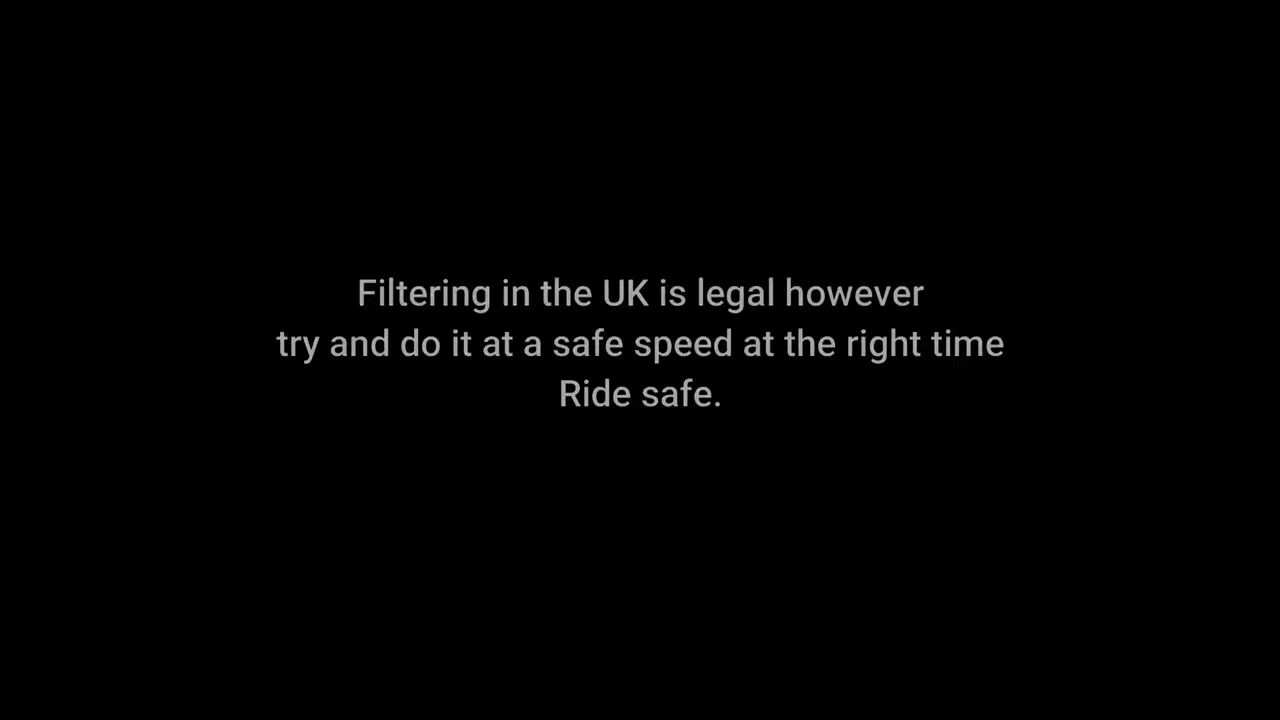 Filtering in the UK is legal however
try and do it at a safe speed at the right time
Ride safe.